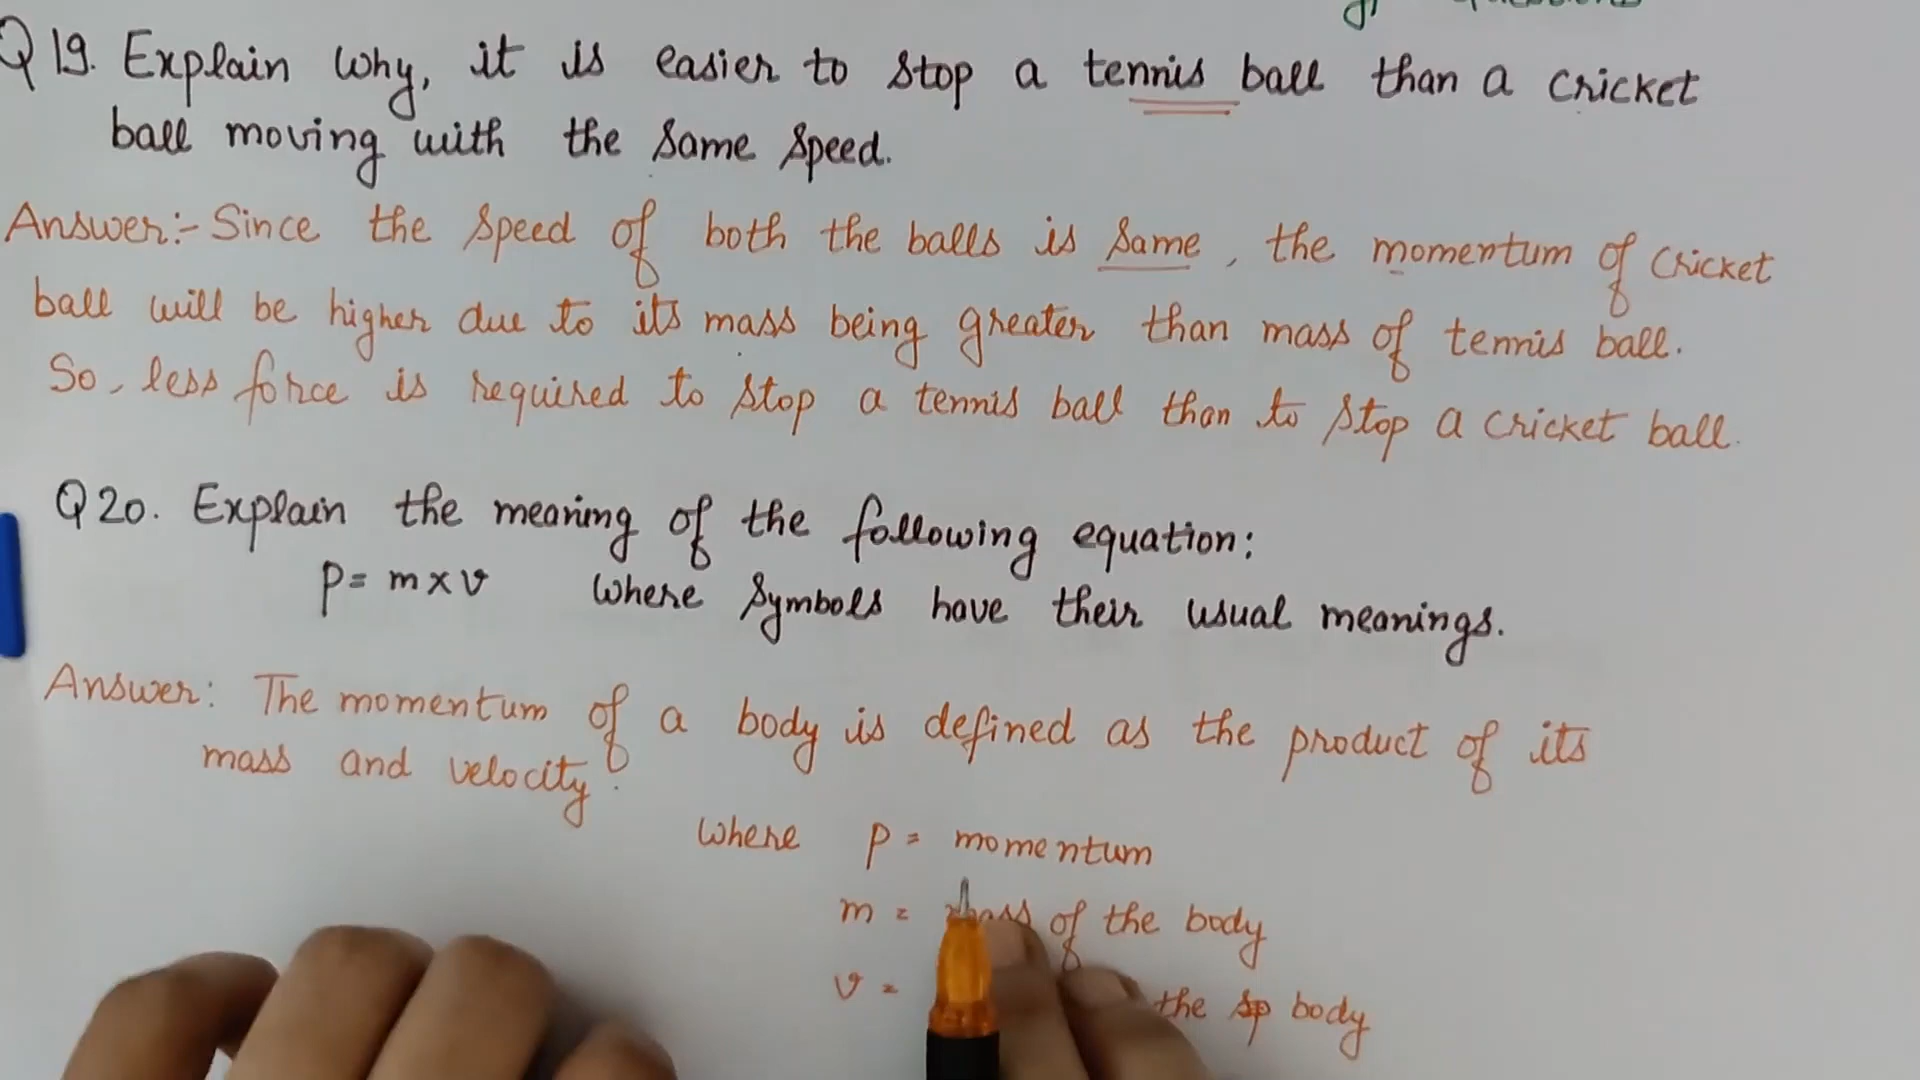 Q19. Explain why, it is easier to stop a tennis ball than a cricket
ball moving with the same speed.
Answer:- Since the speed of both the balls is same, the momentum of cricket
ball will be higher due to its mass being greater than mass of tennis ball.
So, less force is required to stop a tennis ball than to stop a cricket ball.
Q20. Explain the meaning of the following equation:
p = m x v where symbols have their usual meanings.
Answer: The momentum of a body is defined as the product of its
mass and velocity.
where p = momentum
m = mass of the body
v = the body